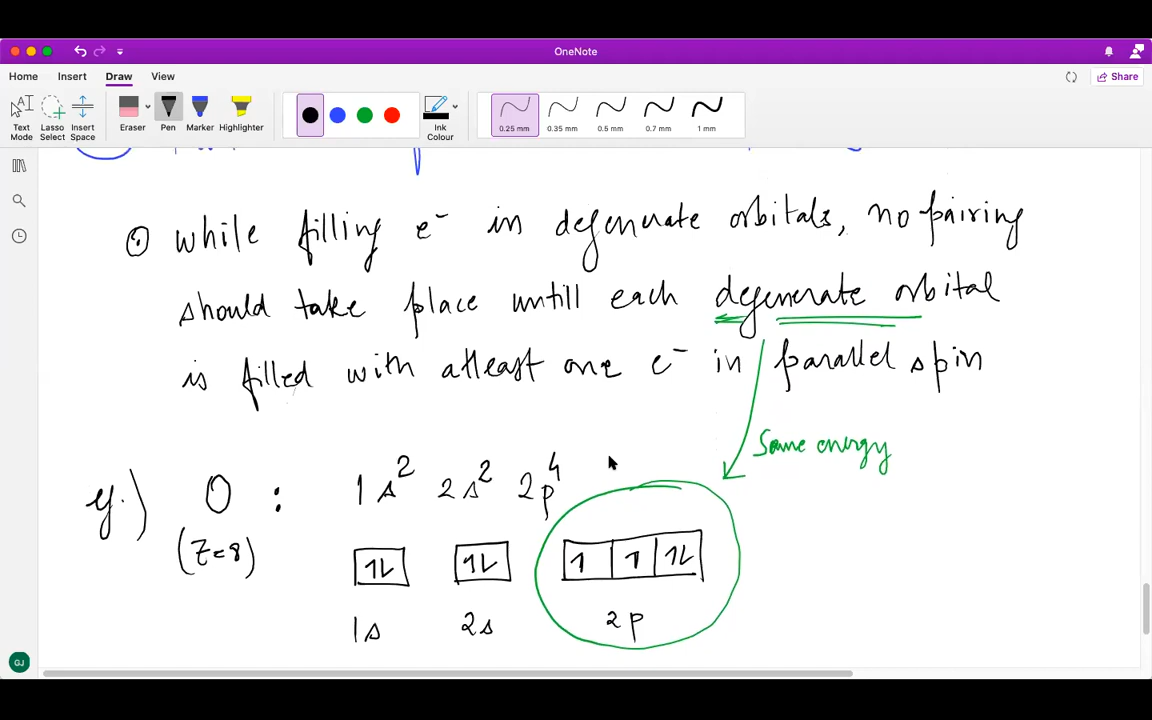 OneNote
Home Insert Draw View
Share
Text Mode
Lasso Select
Insert Space
Eraser
Pen
Marker
Highlighter
Ink Colour
0.25 mm
0.35 mm
0.5 mm
0.7 mm
1 mm
while filling e⁻ in degenerate orbitals, no pairing
should take place untill each degenerate orbital
is filled with atleast one e⁻ in parallel spin
Same energy
eg.) O : 1s² 2s² 2p⁴
(Z=8)
1s 2s 2p
GJ